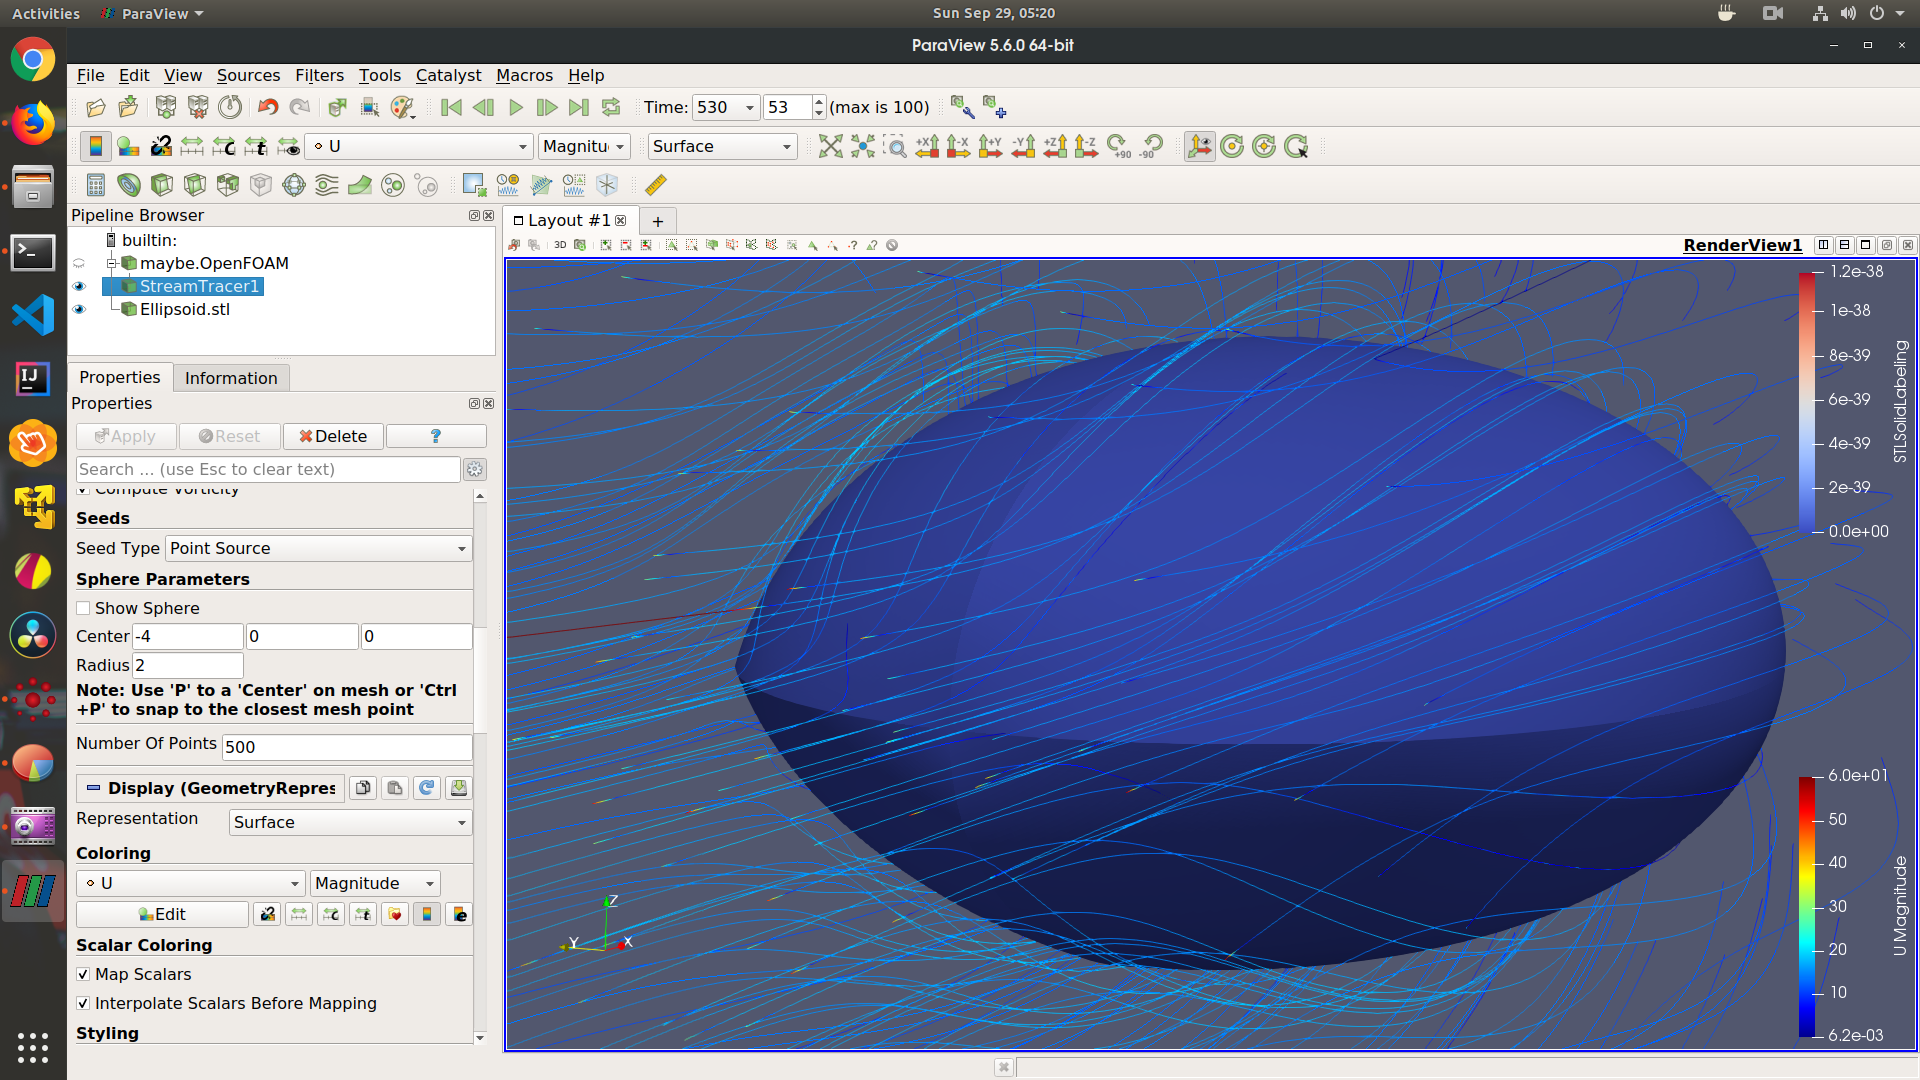 Activities ParaView Sun Sep 29, 05:20
ParaView 5.6.0 64-bit
File Edit View Sources Filters Tools Catalyst Macros Help
Time: 530 53 (max is 100)
U Magnitu Surface +X -X +Y -Y +Z -Z +90 -90
Pipeline Browser
builtin:
maybe.OpenFOAM
StreamTracer1
Ellipsoid.stl
Properties Information
Properties
Apply Reset Delete ?
Search ... (use Esc to clear text)
Compute Vorticity
Seeds
Seed Type Point Source
Sphere Parameters
Show Sphere
Center -4 0 0
Radius 2
Note: Use 'P' to a 'Center' on mesh or 'Ctrl
+P' to snap to the closest mesh point
Number Of Points 500
Display (GeometryRepres
Representation Surface
Coloring
U Magnitude
Edit
Scalar Coloring
Map Scalars
Interpolate Scalars Before Mapping
Styling
Layout #1 +
3D RenderView1
1.2e-38
1e-38
8e-39
6e-39
4e-39
2e-39
0.0e+00
STLSolidLabeling
6.0e+01
50
40
30
20
10
6.2e-03
U Magnitude
Z
Y
X
IJ